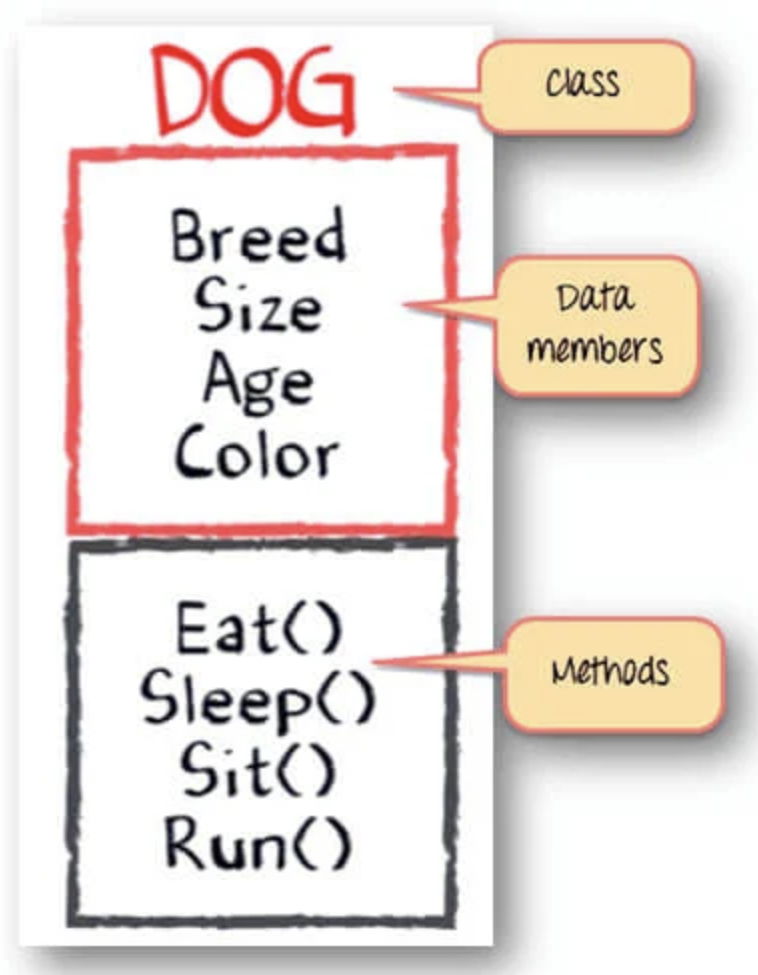 DOG
Class
Breed
Size
Age
Color
Data
members
Eat()
Sleep()
Sit()
Run()
Methods